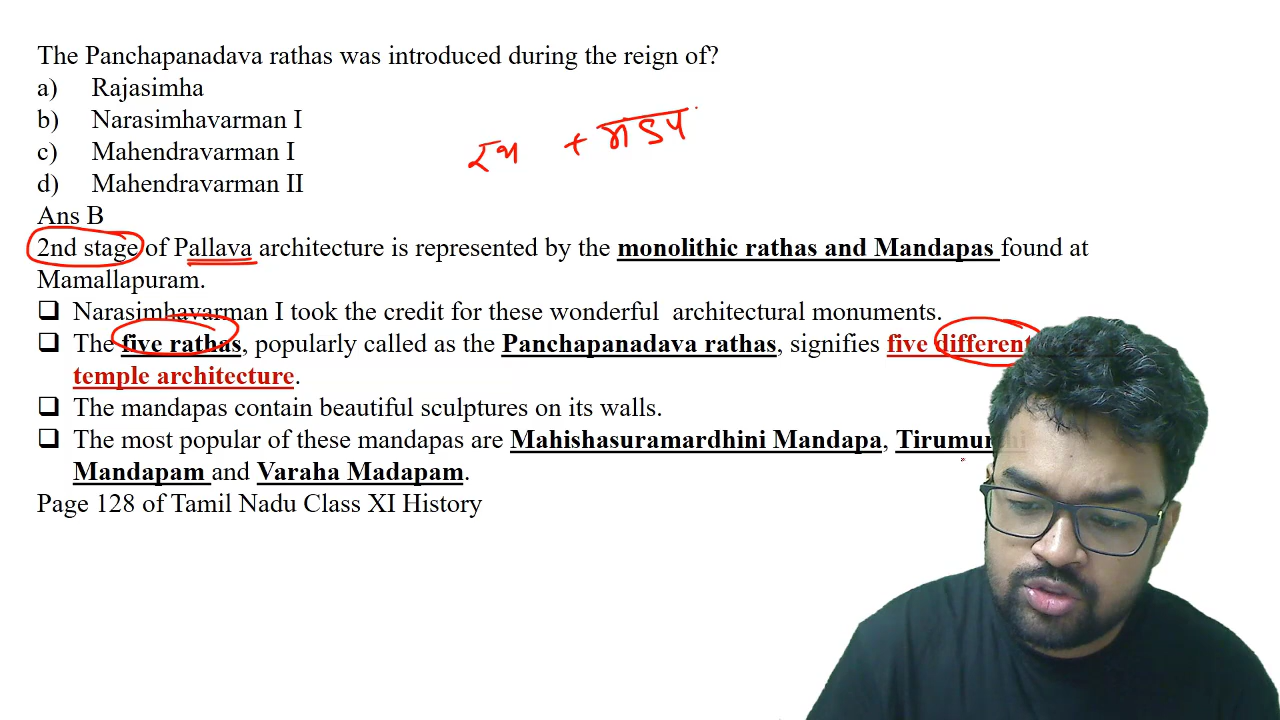 The Panchapanadava rathas was introduced during the reign of?
a) Rajasimha
b) Narasimhavarman I
रथ + मंडप
c) Mahendravarman I
d) Mahendravarman II
Ans B
2nd stage of Pallava architecture is represented by the monolithic rathas and Mandapas found at
Mamallapuram.
❑ Narasimhavarman I took the credit for these wonderful architectural monuments.
❑ The five rathas, popularly called as the Panchapanadava rathas, signifies five different
temple architecture.
❑ The mandapas contain beautiful sculptures on its walls.
❑ The most popular of these mandapas are Mahishasuramardhini Mandapa,
Mandapam and Varaha Madapam.
Page 128 of Tamil Nadu Class XI History